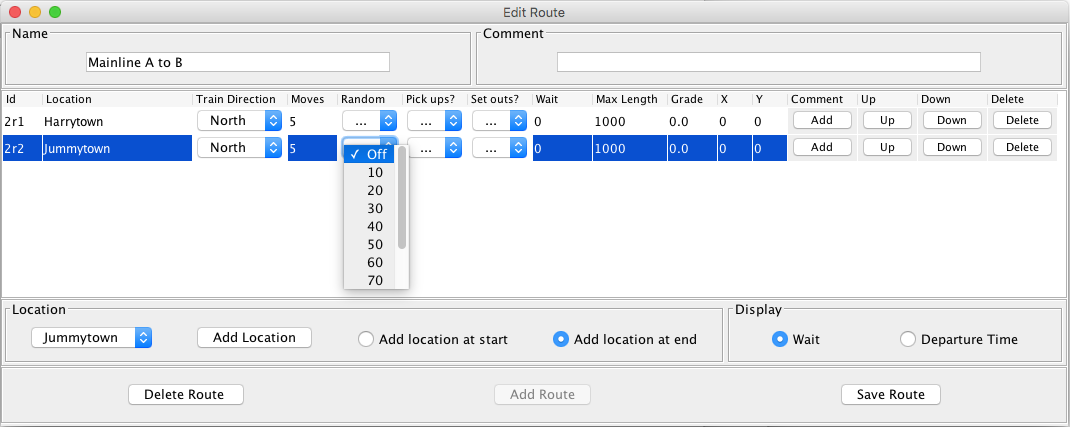 Edit Route
Name
Comment
Mainline A to B
Id Location Train Direction Moves Random Pick ups? Set outs? Wait Max Length Grade X Y Comment Up Down Delete
2r1 Harrytown North 5 ... ... ... 0 1000 0.0 0 0 Add Up Down Delete
2r2 Jummytown North 5 ... ... 0 1000 0.0 0 0 Add Up Down Delete
✓ Off
10
20
30
40
50
60
70
Location
Display
Jummytown Add Location Add location at start Add location at end Wait Departure Time
Delete Route Add Route Save Route